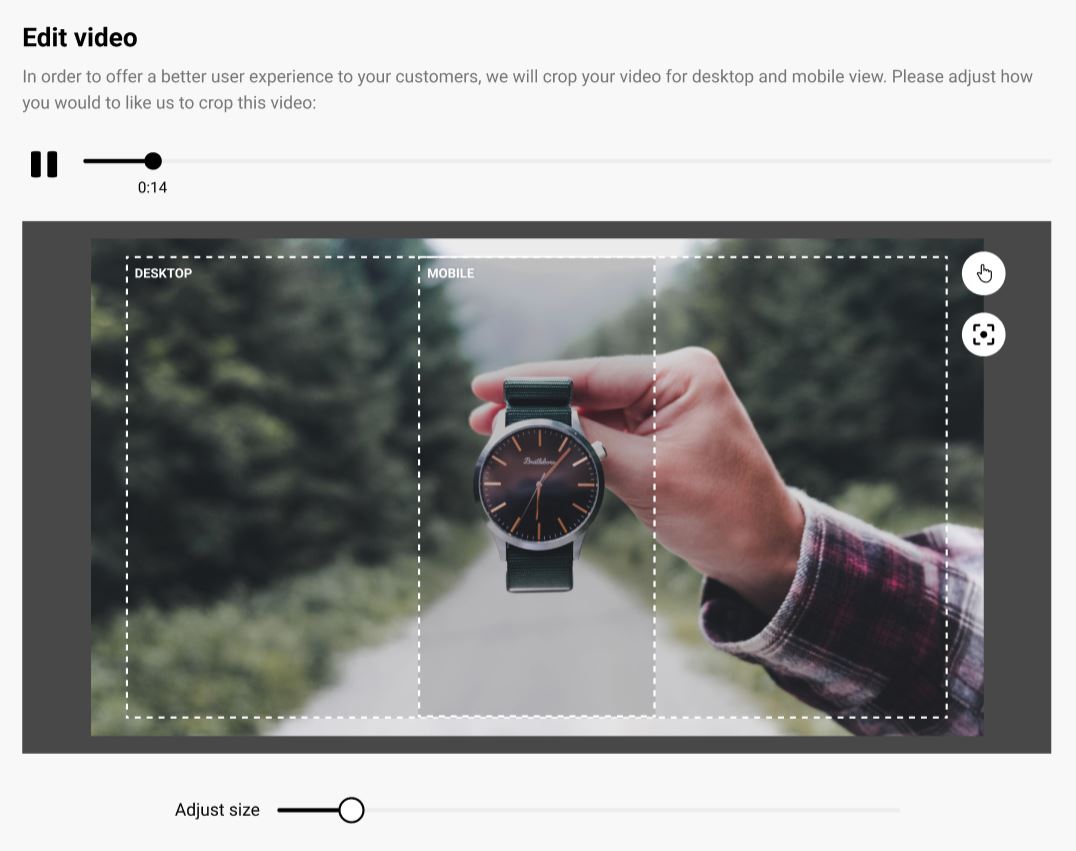 Edit video
In order to offer a better user experience to your customers, we will crop your video for desktop and mobile view. Please adjust how
you would to like us to crop this video:
0:14
DESKTOP
MOBILE
Adjust size